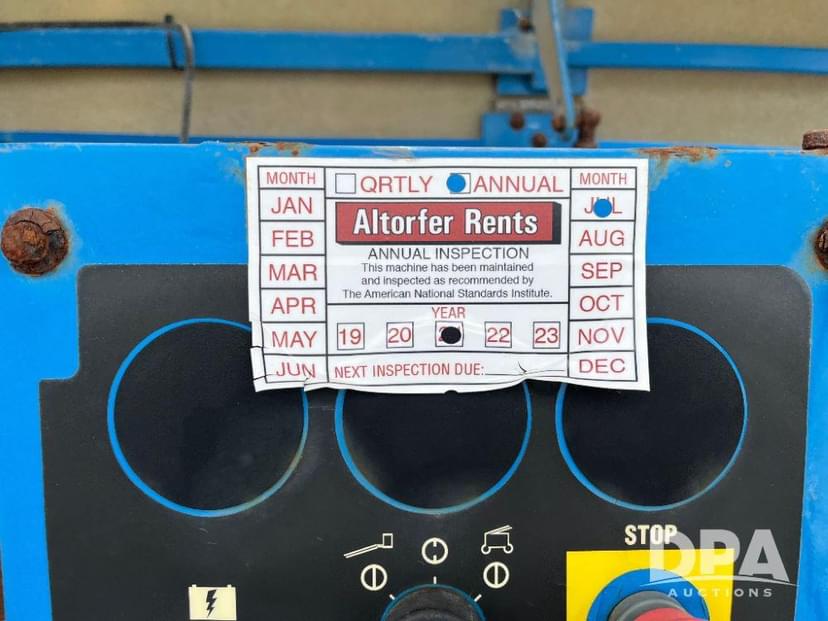 MONTH
JAN
FEB
MAR
APR
MAY
JUN
QRTLY ANNUAL
Altorfer Rents
ANNUAL INSPECTION
This machine has been maintained
and inspected as recommended by
The American National Standards Institute.
YEAR
19 20 22 23
NEXT INSPECTION DUE:
MONTH
JUL
AUG
SEP
OCT
NOV
DEC
STOP
DPA
AUCTIONS